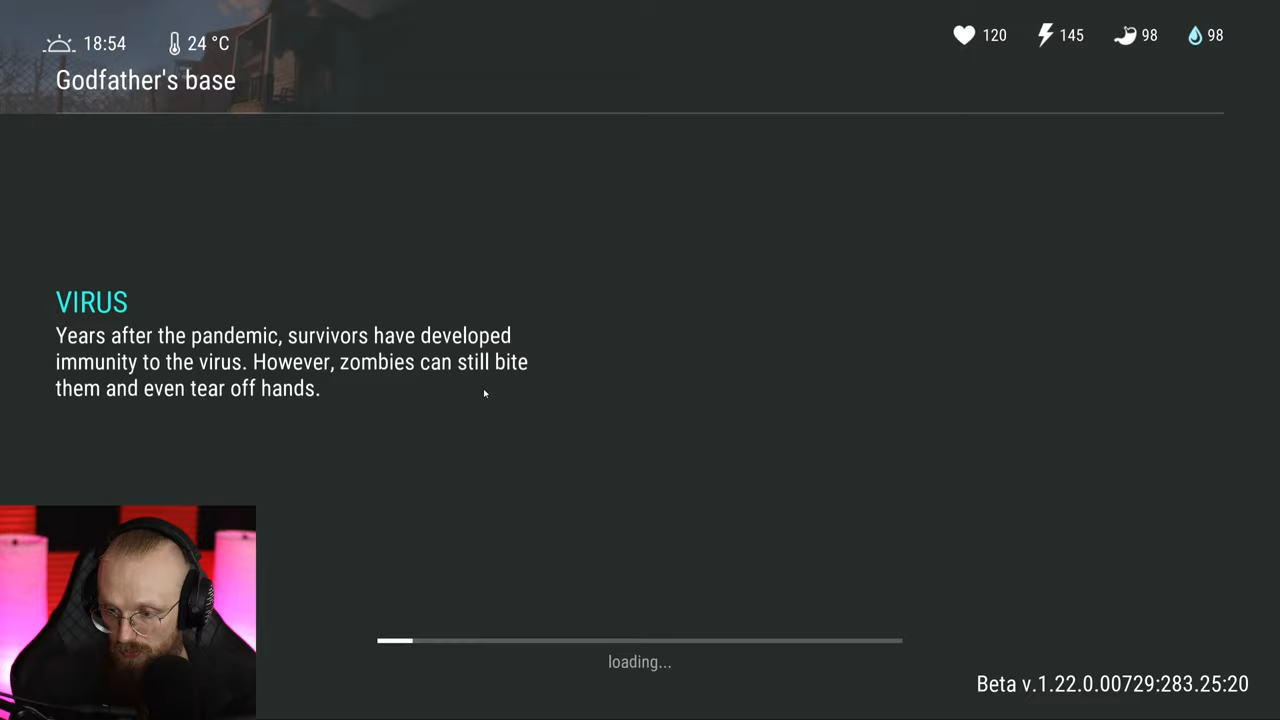 18:54 24 °C
120 145 98 98
Godfather's base
VIRUS
Years after the pandemic, survivors have developed
immunity to the virus. However, zombies can still bite
them and even tear off hands.
loading...
Beta v.1.22.0.00729:283.25:20